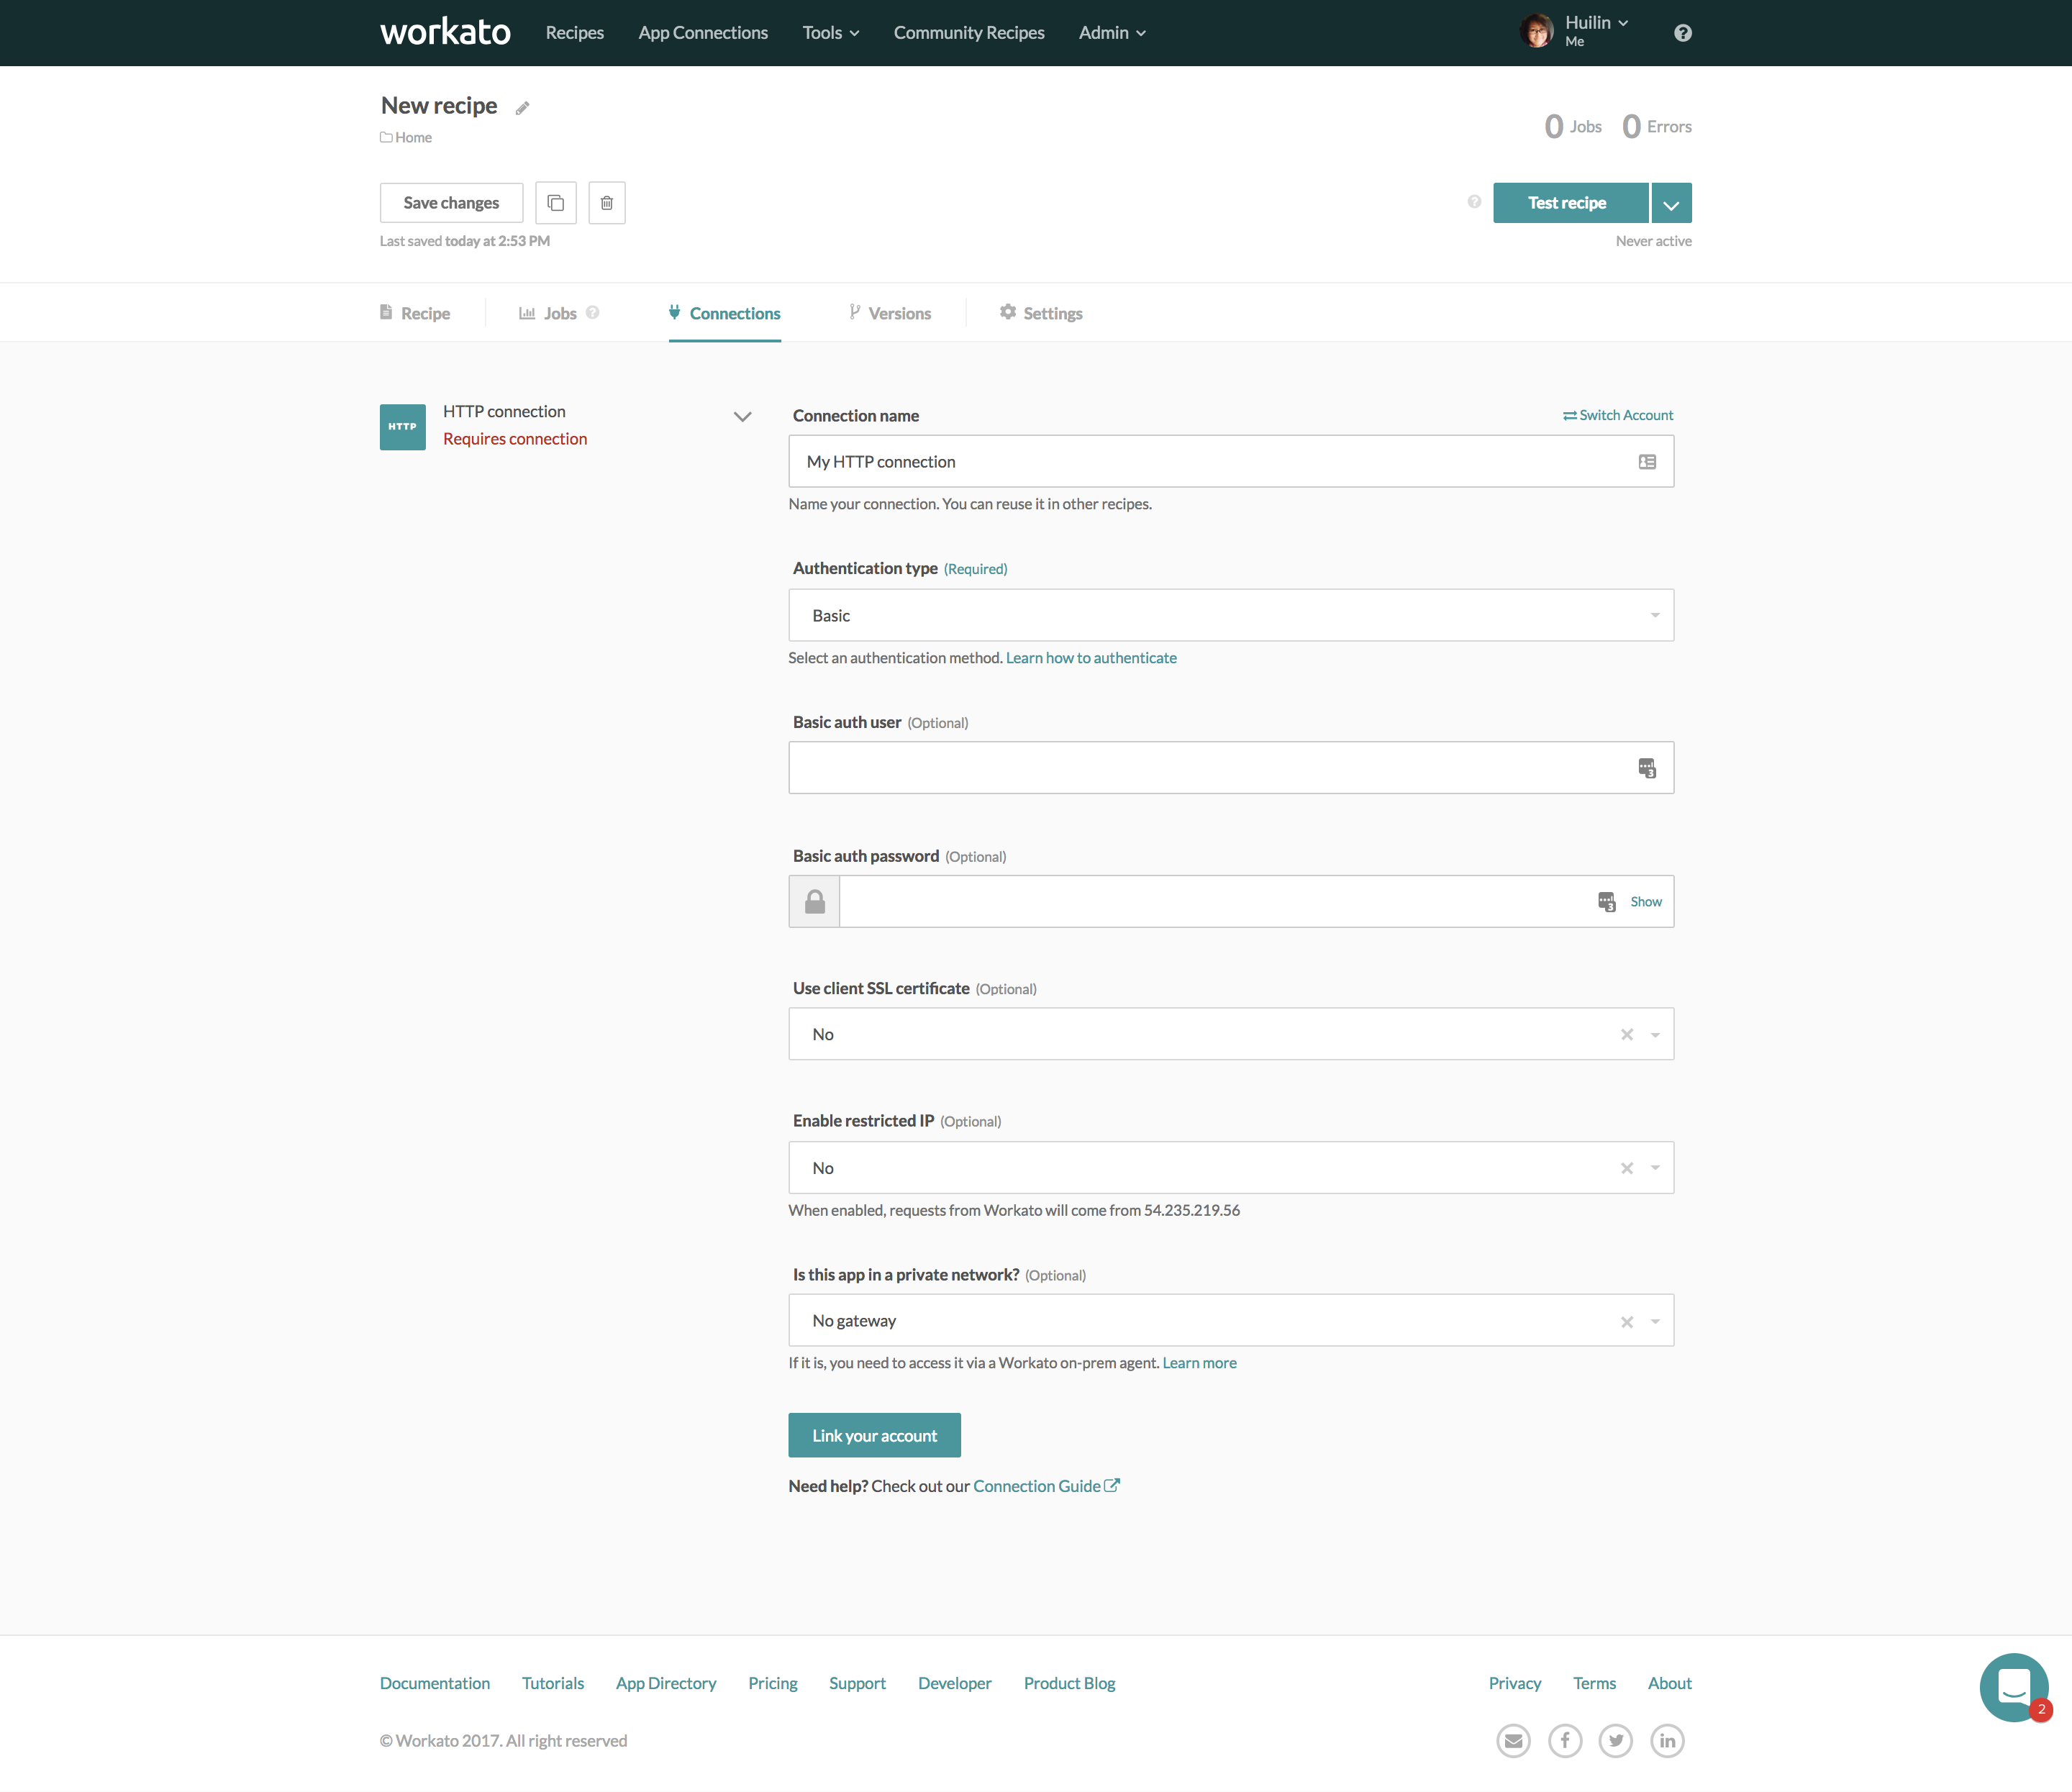 workato Recipes App Connections Tools Community Recipes Admin Huilin
Me
New recipe
Home
0 Jobs 0 Errors
Save changes
Test recipe
Last saved today at 2:53 PM
Never active
Recipe Jobs Connections Versions Settings
HTTP
HTTP connection
Requires connection
Connection name
Switch Account
My HTTP connection
Name your connection. You can reuse it in other recipes.
Authentication type (Required)
Basic
Select an authentication method. Learn how to authenticate
Basic auth user (Optional)
3
Basic auth password (Optional)
3 Show
Use client SSL certificate (Optional)
No
Enable restricted IP (Optional)
No
When enabled, requests from Workato will come from 54.235.219.56
Is this app in a private network? (Optional)
No gateway
If it is, you need to access it via a Workato on-prem agent. Learn more
Link your account
Need help? Check out our Connection Guide
Documentation Tutorials App Directory Pricing Support Developer Product Blog Privacy Terms About
2
© Workato 2017. All right reserved